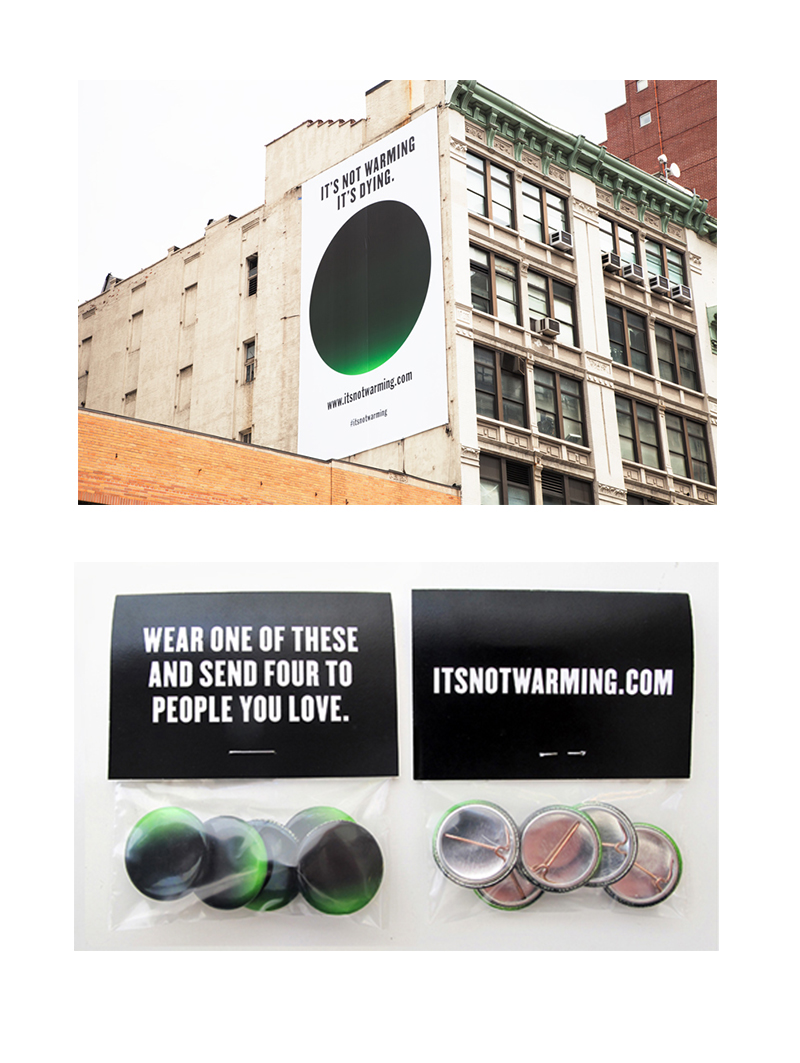 IT'S NOT WARMING
IT'S DYING.
www.itsnotwarming.com
#itsnotwarming
WEAR ONE OF THESE
AND SEND FOUR TO
PEOPLE YOU LOVE.
ITSNOTWARMING.COM